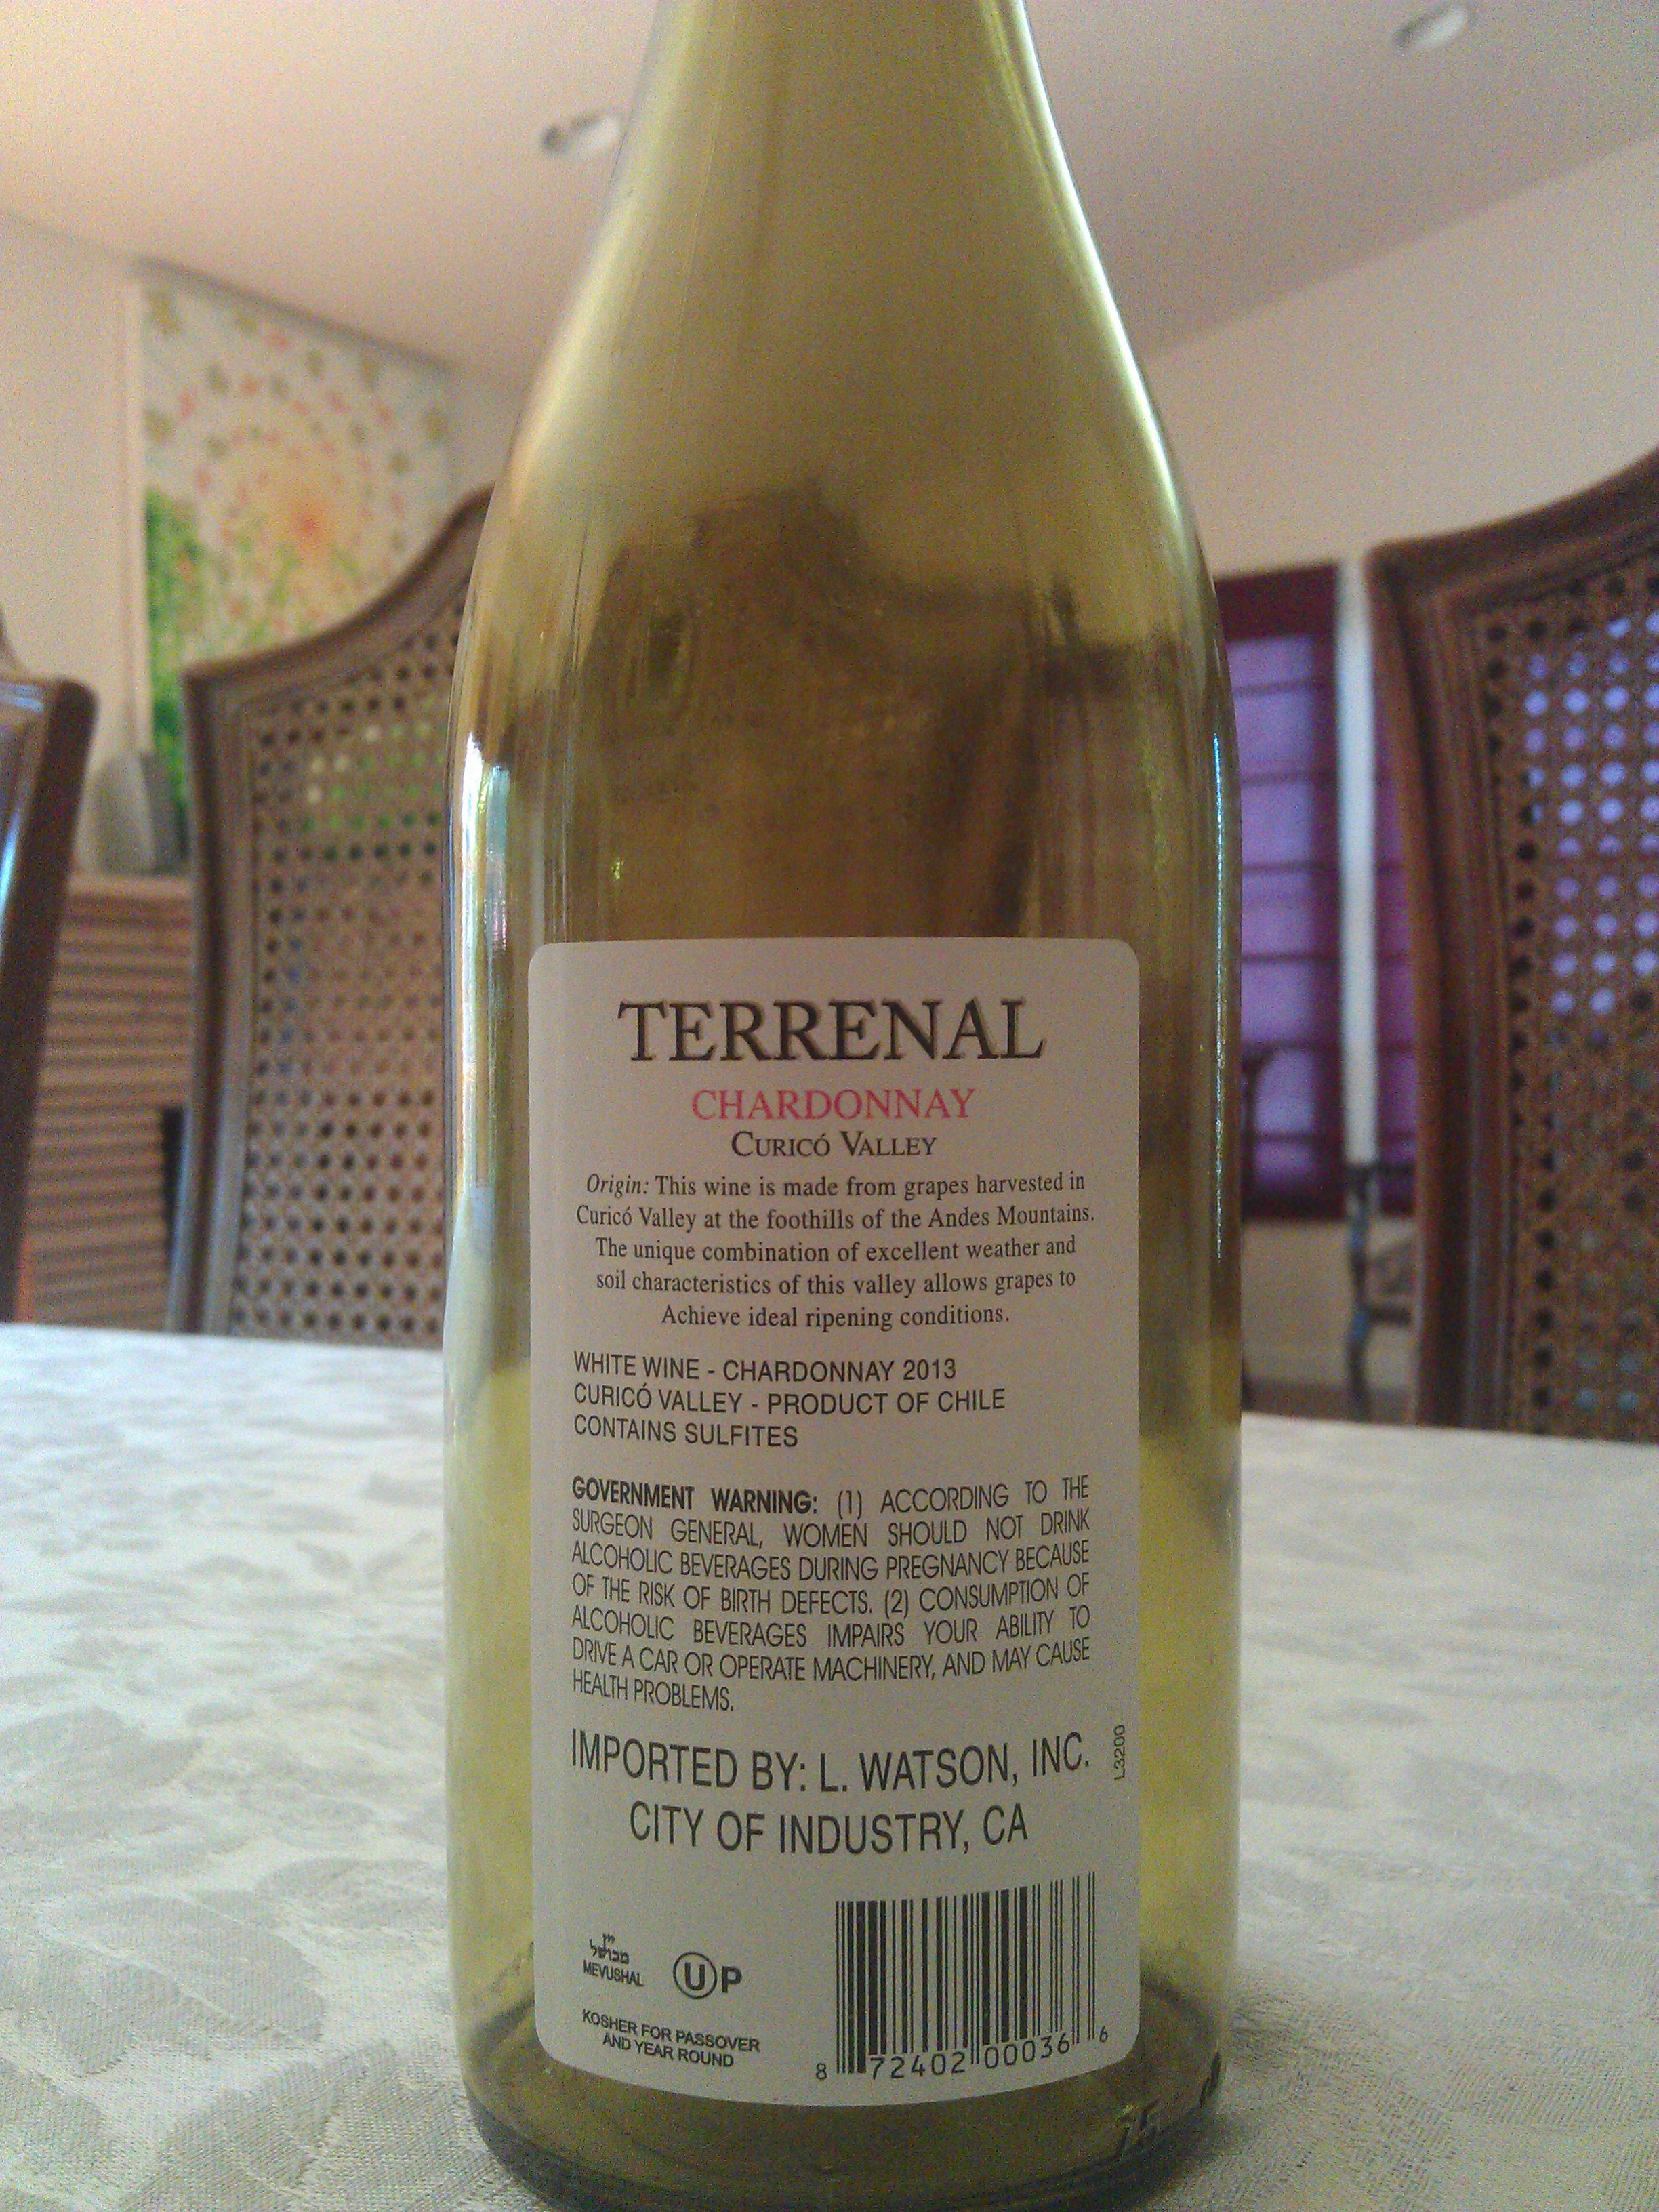 TERRENAL
CHARDONNAY
CURICÓ VALLEY
Origin: This wine is made from grapes harvested in
Curicó Valley at the foothills of the Andes Mountains.
The unique combination of excellent weather and
soil characteristics of this valley allows grapes to
Achieve ideal ripening conditions.
WHITE WINE - CHARDONNAY 2013
CURICÓ VALLEY - PRODUCT OF CHILE
CONTAINS SULFITES
GOVERNMENT WARNING: (1) ACCORDING TO THE
SURGEON GENERAL, WOMEN SHOULD NOT DRINK
ALCOHOLIC BEVERAGES DURING PREGNANCY BECAUSE
OF THE RISK OF BIRTH DEFECTS. (2) CONSUMPTION OF
ALCOHOLIC BEVERAGES IMPAIRS YOUR ABILITY TO
DRIVE A CAR OR OPERATE MACHINERY, AND MAY CAUSE
HEALTH PROBLEMS.
IMPORTED BY: L. WATSON, INC.
CITY OF INDUSTRY, CA
L3200
יין
מבושל
MEVUSHAL
U P
KOSHER FOR PASSOVER
AND YEAR ROUND
8 72402 00036 6